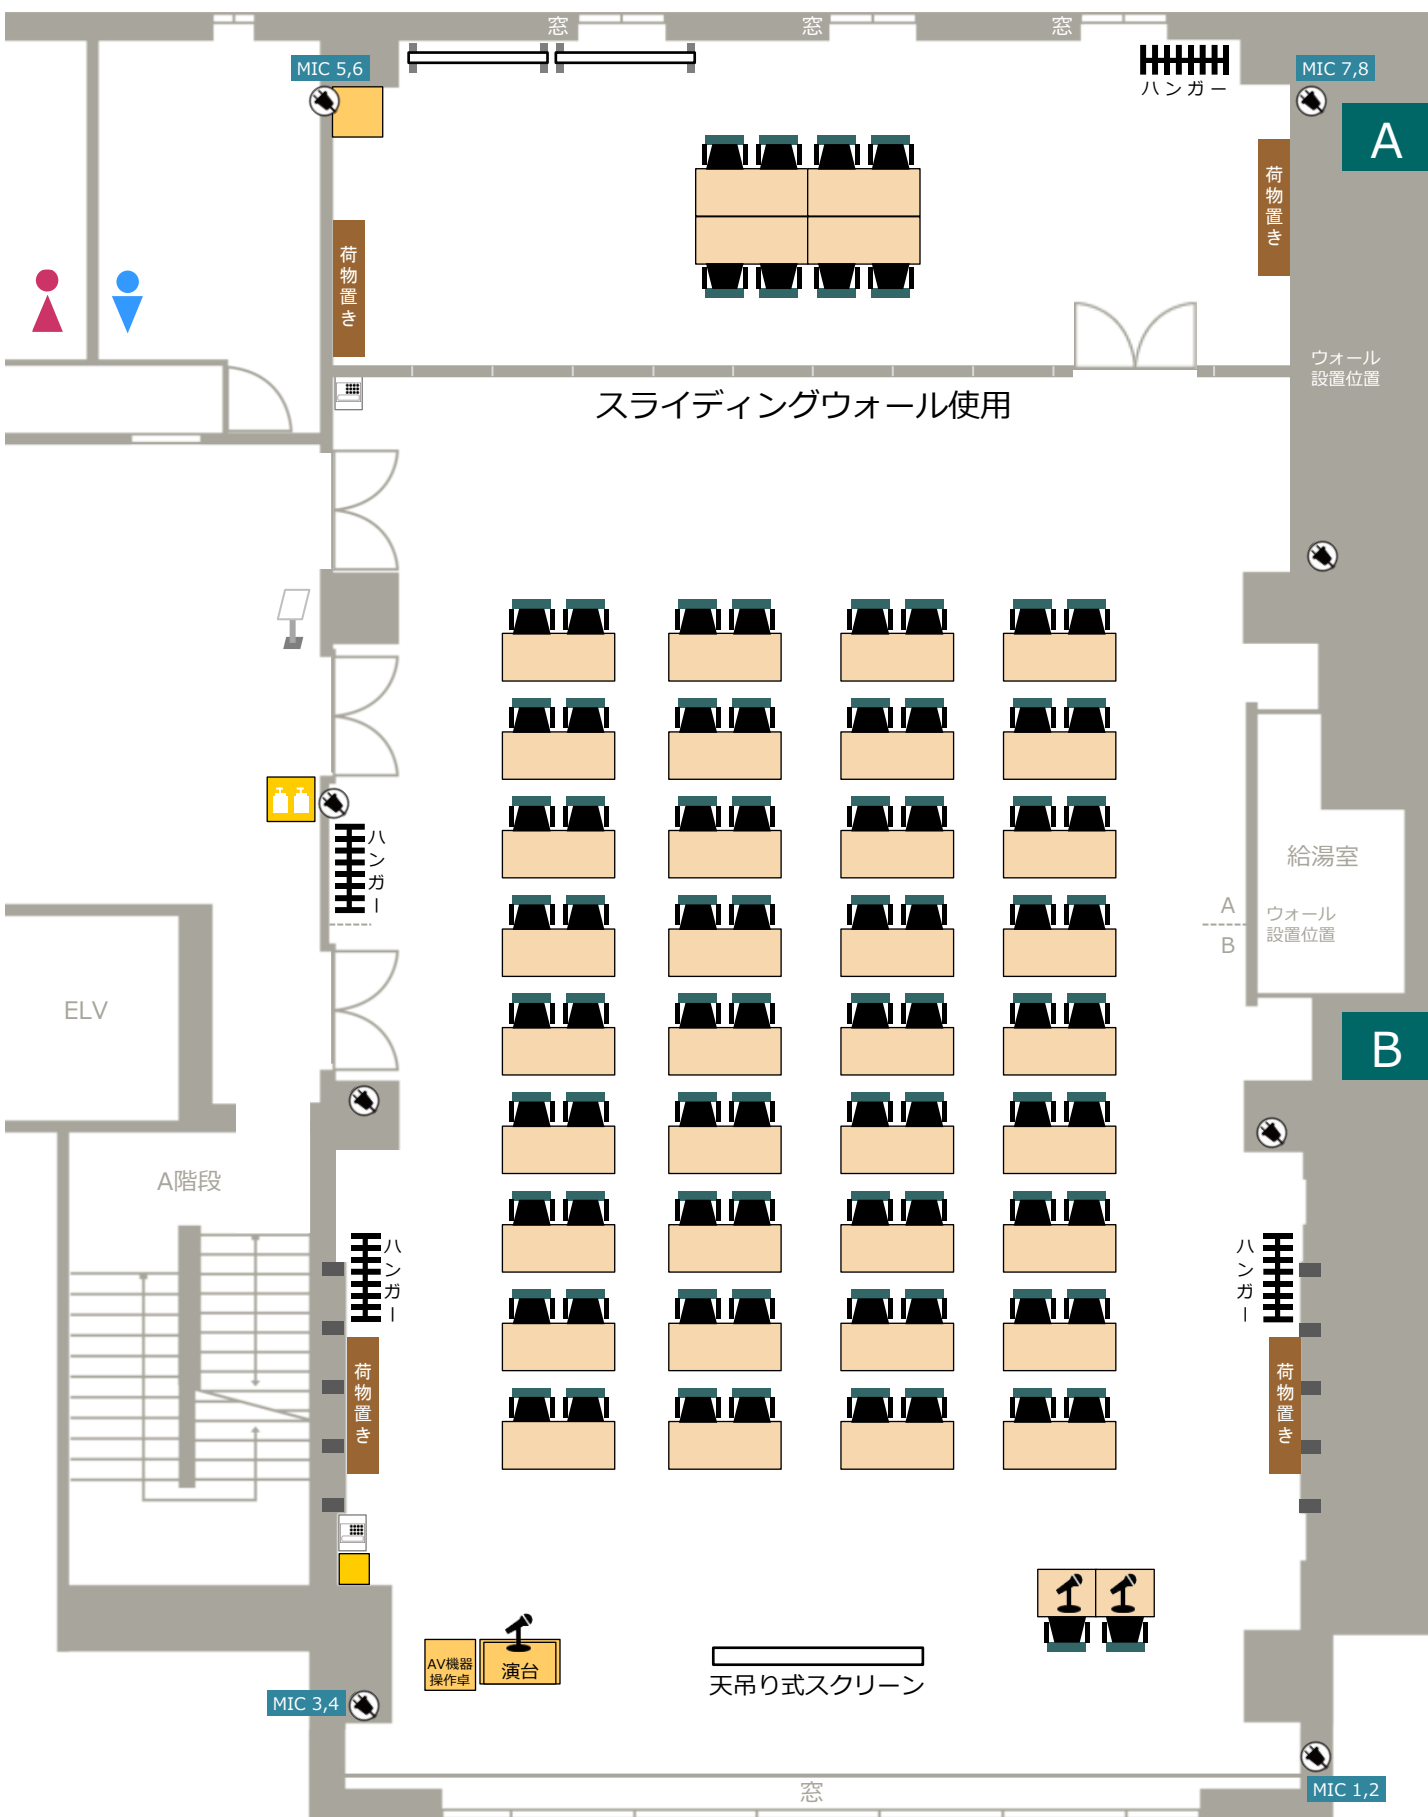 窓
窓
窓
MIC 5,6
MIC 7,8
ハンガー
A
荷物置き
荷物置き
ウォール
設置位置
スライディングウォール使用
ハンガー
給湯室
A
B
ウォール
設置位置
ELV
B
A階段
ハンガー
ハンガー
荷物置き
荷物置き
AV機器
操作卓
演台
天吊り式スクリーン
MIC 3,4
MIC 1,2
窓